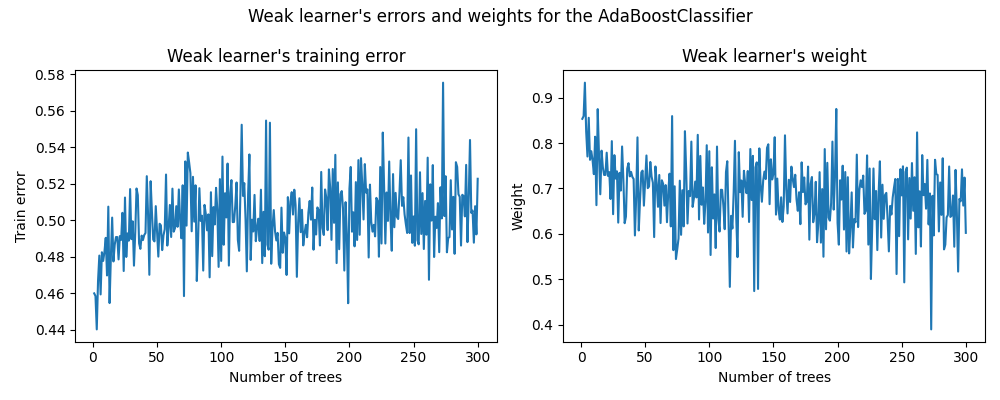 Weak learner's errors and weights for the AdaBoostClassifier
Weak learner's training error
Train error
0.58
0.56
0.54
0.52
0.50
0.48
0.46
0.44
0 50 100 150 200 250 300
Number of trees
Weak learner's weight
Weight
0.9
0.8
0.7
0.6
0.5
0.4
0 50 100 150 200 250 300
Number of trees